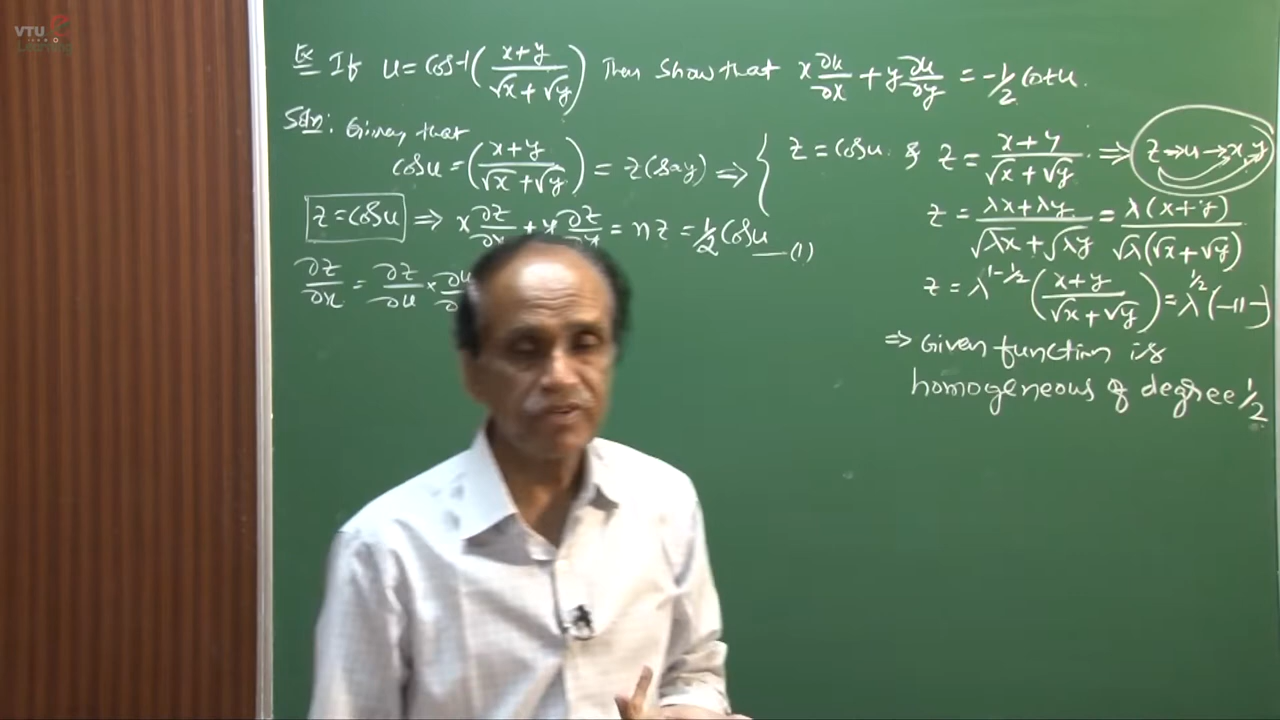 VTU
Learning
Ex If u = cos⁻¹((x+y)/(√x+√y)) Then Show that x ∂u/∂x + y ∂u/∂y = -1/2 cot u.
Soln: Given that
cos u = ((x+y)/(√x+√y)) = z (say) ⇒ { z = cos u & z = (x+y)/(√x+√y) ⇒ z→u→x,y
z = cos u ⇒ x ∂z/∂x + y ∂z/∂y = nz = 1/2 cos u —(1)
z = (λx+λy)/(√λx+√λy) = λ(x+y)/(√λ(√x+√y))
∂z/∂x = ∂z/∂u × ∂u/∂
z = λ^(1-1/2) ((x+y)/(√x+√y)) = λ^(1/2) (-11-)
⇒ Given function is
homogeneous of degree 1/2